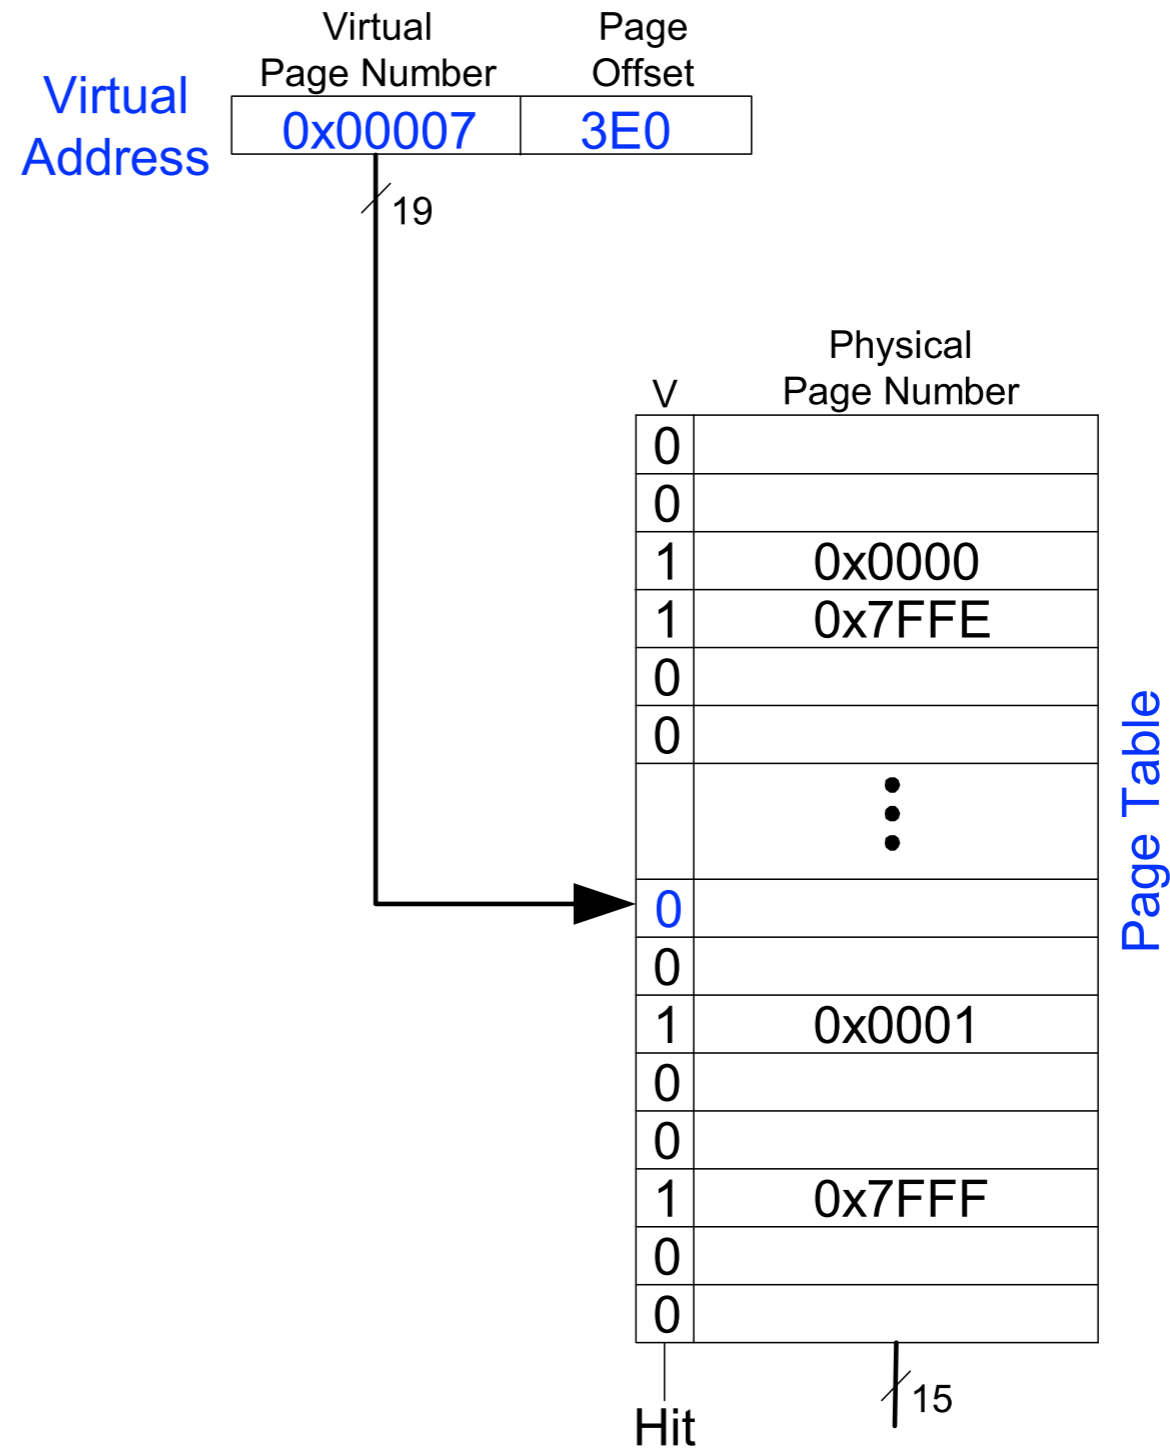 Virtual
Page Number
Page
Offset
Virtual
Address
0x00007
3E0
19
Physical
Page Number
V
0
0
1 0x0000
1 0x7FFE
0
0
0
0
1 0x0001
0
0
1 0x7FFF
0
0
Page Table
15
Hit